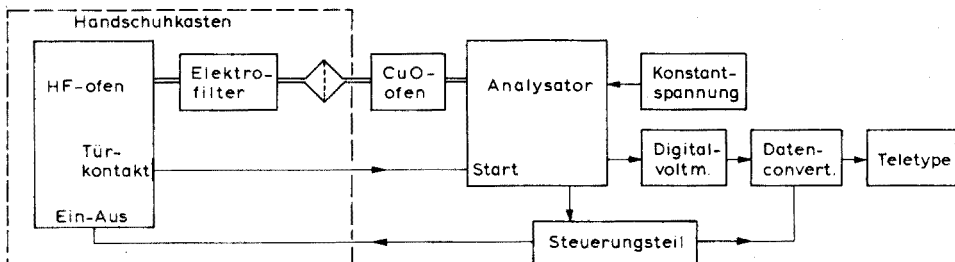 Handschuhkasten
HF-ofen
Tür-
kontakt
Ein-Aus
Elektro-
filter
CuO-
ofen
Analysator
Start
Konstant-
spannung
Digital-
voltm.
Daten-
convert.
Teletype
Steuerungsteil